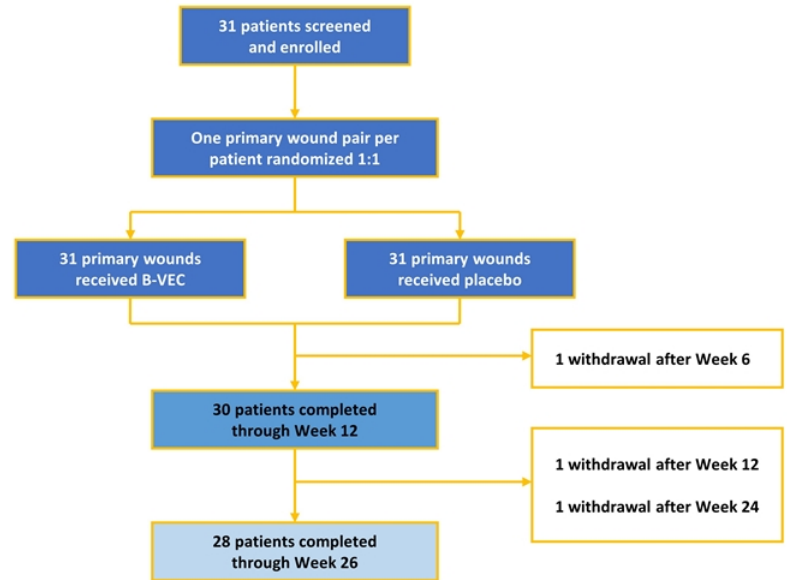 31 patients screened
and enrolled
One primary wound pair per
patient randomized 1:1
31 primary wounds
received B-VEC
31 primary wounds
received placebo
1 withdrawal after Week 6
30 patients completed
through Week 12
1 withdrawal after Week 12
1 withdrawal after Week 24
28 patients completed
through Week 26